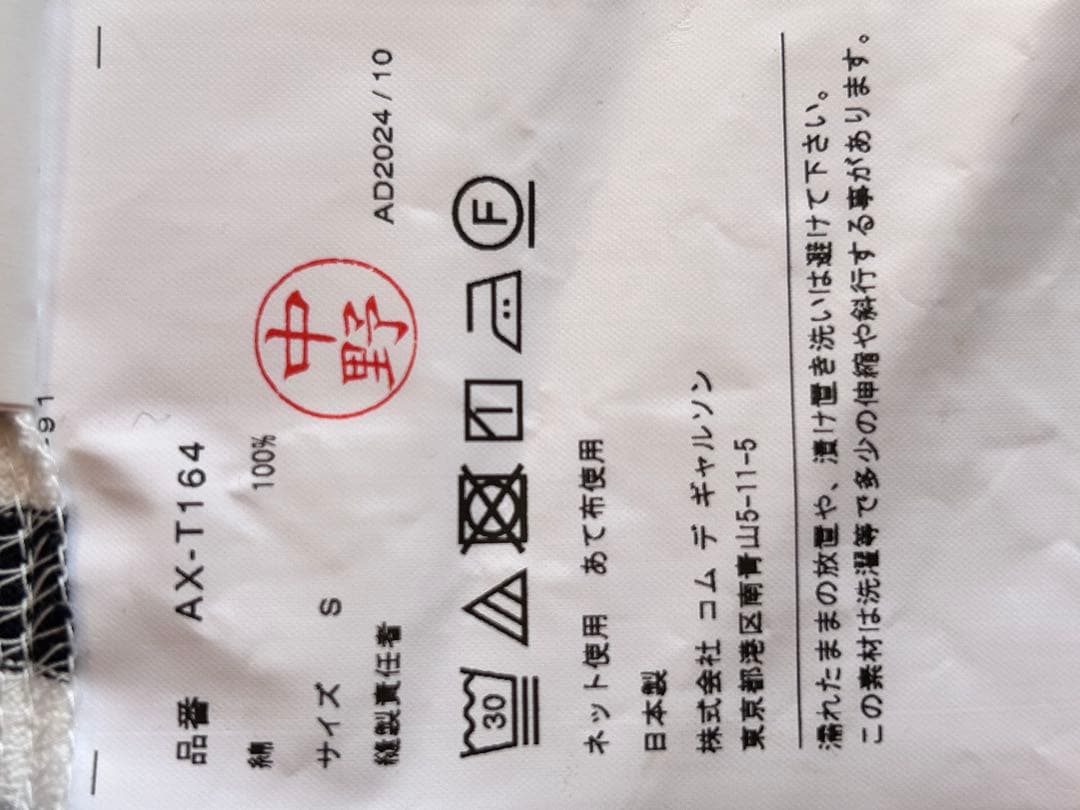 品番 AX-T164
綿 100%
サイズ S
縫製責任者 中野 AD2024/10
30 F
ネット使用 あて布使用
日本製
株式会社 コム デ ギャルソン
東京都港区南青山5-11-5
濡れたままの放置や、漬け置き洗いは避けて下さい。
この素材は洗濯等で多少の伸縮や斜行する事があります。
-91